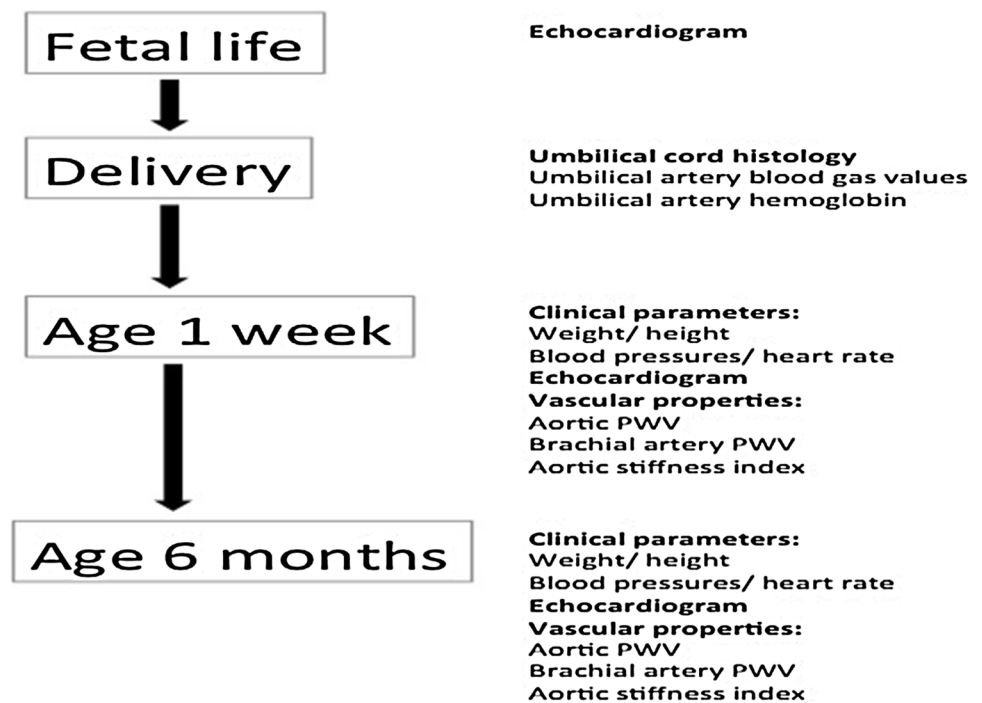 Fetal life
Echocardiogram
Delivery
Umbilical cord histology
Umbilical artery blood gas values
Umbilical artery hemoglobin
Age 1 week
Clinical parameters:
Weight/ height
Blood pressures/ heart rate
Echocardiogram
Vascular properties:
Aortic PWV
Brachial artery PWV
Aortic stiffness index
Age 6 months
Clinical parameters:
Weight/ height
Blood pressures/ heart rate
Echocardiogram
Vascular properties:
Aortic PWV
Brachial artery PWV
Aortic stiffness index